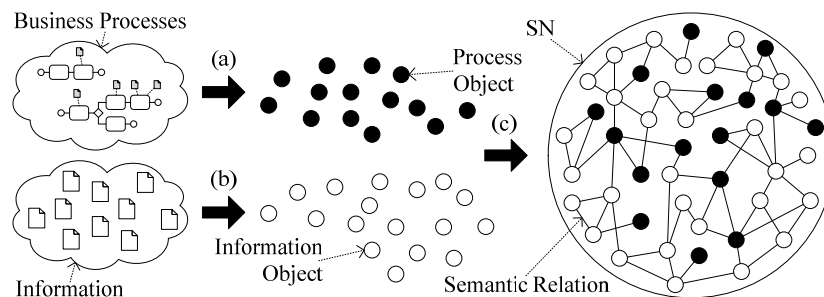 Business Processes
SN
(a)
Process
Object
(c)
(b)
Information
Object
Information
Semantic Relation